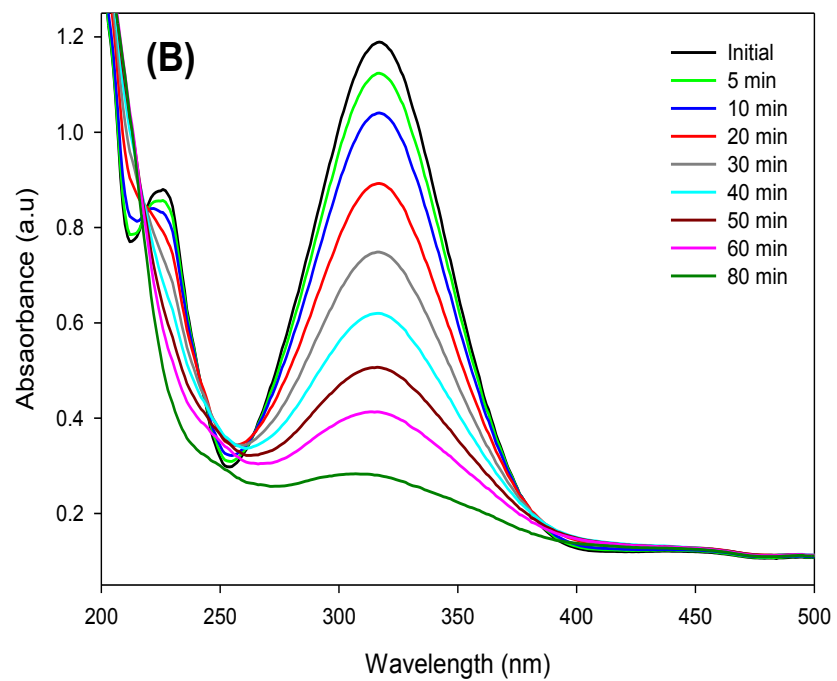 (B)
Initial
5 min
10 min
20 min
30 min
40 min
50 min
60 min
80 min
Absaorbance (a.u)
1.2
1.0
0.8
0.6
0.4
0.2
200 250 300 350 400 450 500
Wavelength (nm)